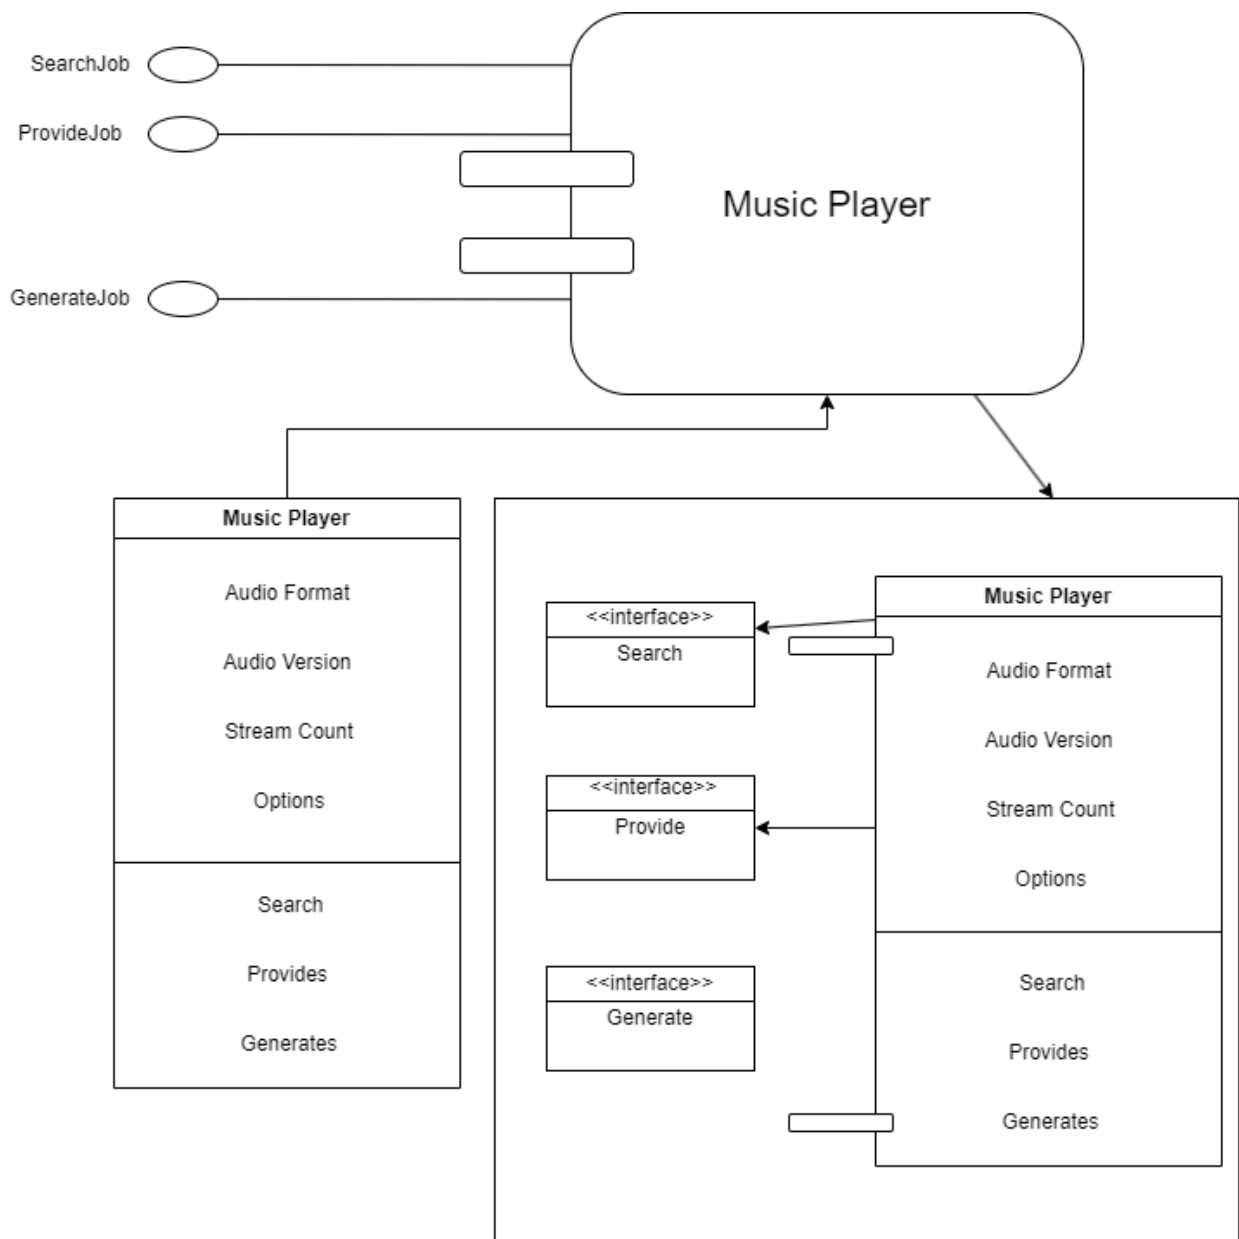 SearchJob
ProvideJob
GenerateJob
Music Player
Music Player
Audio Format
Audio Version
Stream Count
Options
Search
Provides
Generates
<<interface>>
Search
<<interface>>
Provide
<<interface>>
Generate
Music Player
Audio Format
Audio Version
Stream Count
Options
Search
Provides
Generates